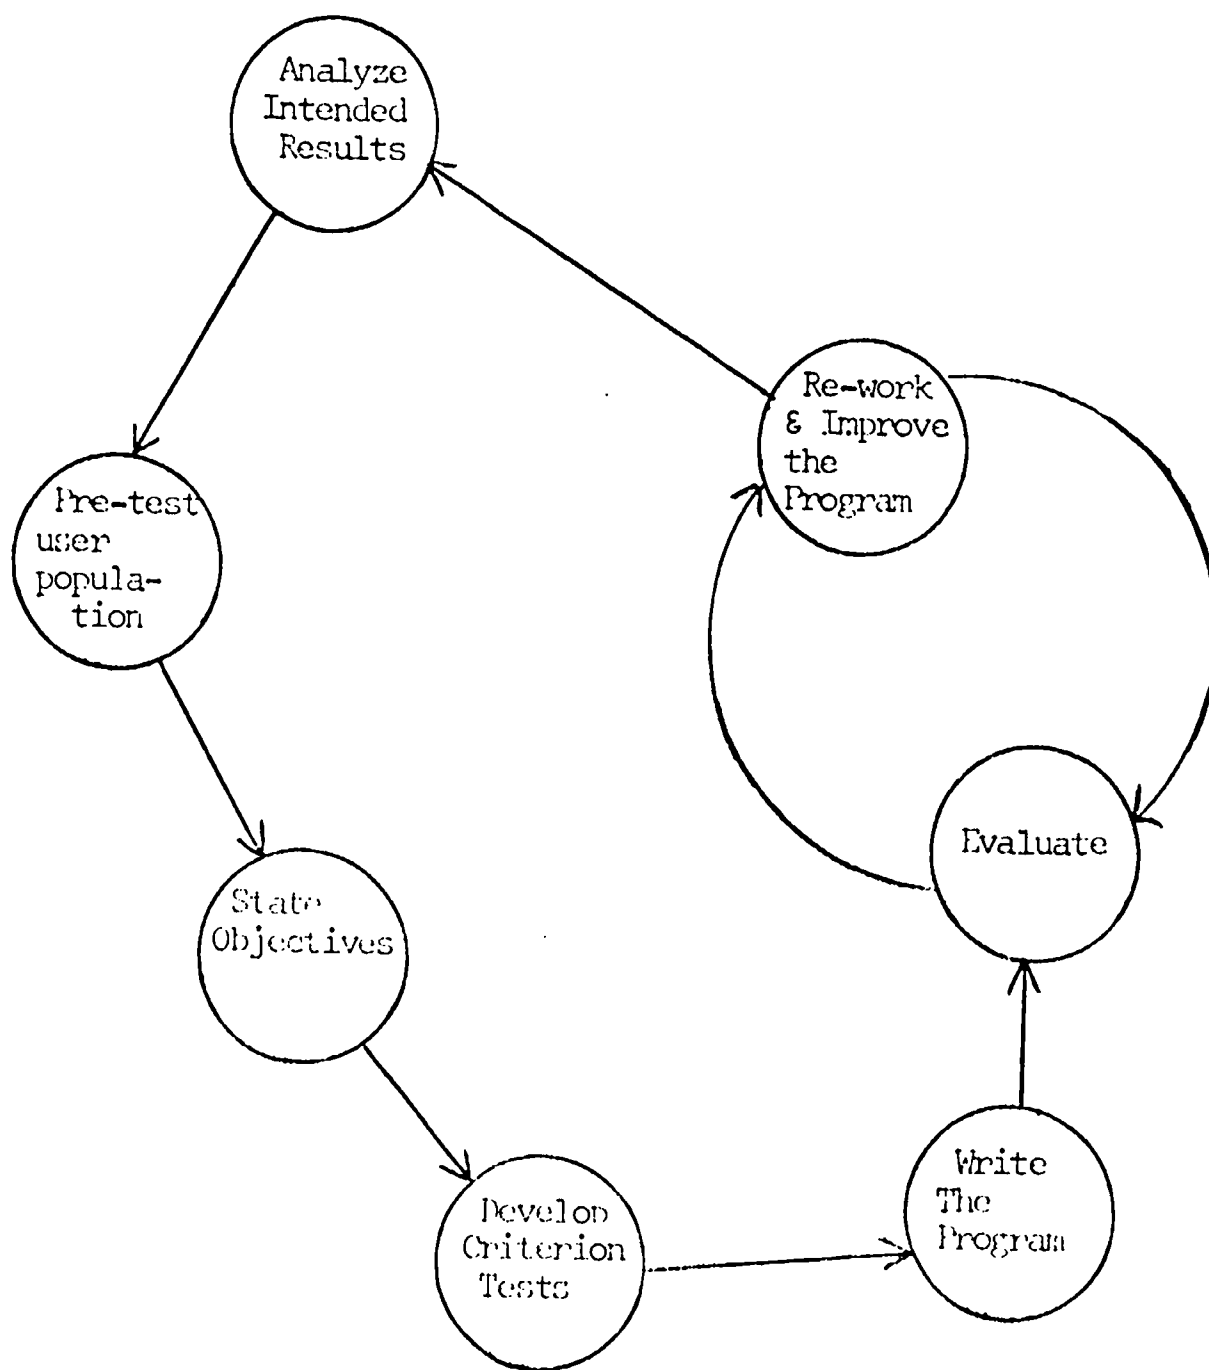 Analyze
Intended
Results
Pre-test
user
popula-
tion
State
Objectives
Develop
Criterion
Tests
Write
The
Program
Evaluate
Re-work
& Improve
the
Program